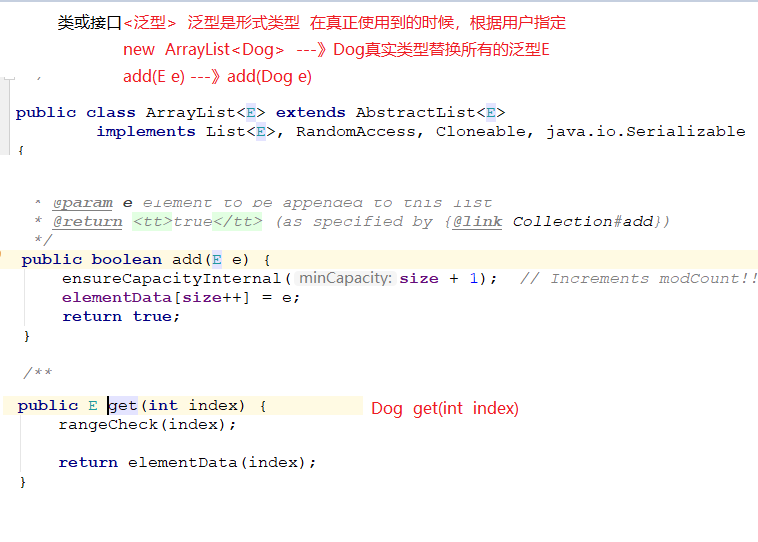 类或接口<泛型> 泛型是形式类型 在真正使用到的时候，根据用户指定
new ArrayList<Dog> ---》Dog真实类型替换所有的泛型E
add(E e) ---》add(Dog e)
public class ArrayList<E> extends AbstractList<E>
implements List<E>, RandomAccess, Cloneable, java.io.Serializable
{
* @param e element to be appended to this list
* @return <tt>true</tt> (as specified by {@link Collection#add})
*/
public boolean add(E e) {
ensureCapacityInternal( minCapacity: size + 1);  // Increments modCount!!
elementData[size++] = e;
return true;
}
/**
public E get(int index) { Dog get(int index)
rangeCheck(index);
return elementData(index);
}